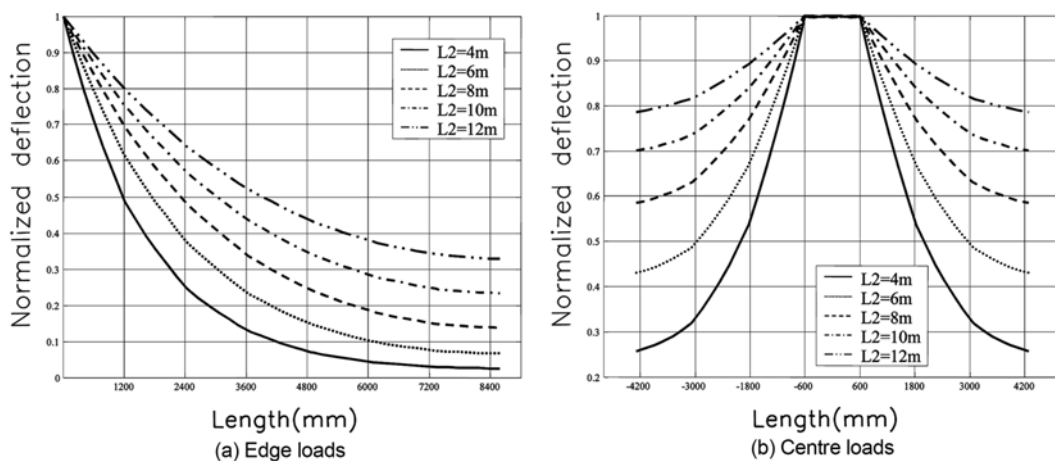 Normalized deflection
1
0.9
0.8
0.7
0.6
0.5
0.4
0.3
0.2
0.1
0
1200
2400
3600
4800
6000
7200
8400
L2=4m
L2=6m
L2=8m
L2=10m
L2=12m
Length(mm)
(a) Edge loads
Normalized deflection
1
0.9
0.8
0.7
0.6
0.5
0.4
0.3
0.2
-4200
-3000
-1800
-600
600
1800
3000
4200
L2=4m
L2=6m
L2=8m
L2=10m
L2=12m
Length(mm)
(b) Centre loads